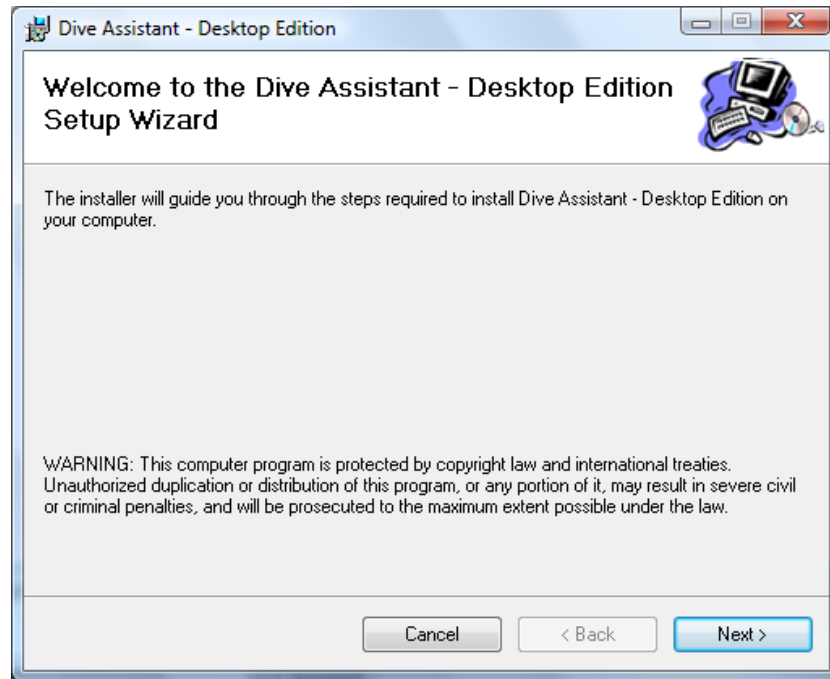 Dive Assistant - Desktop Edition
Welcome to the Dive Assistant - Desktop Edition
Setup Wizard
The installer will guide you through the steps required to install Dive Assistant - Desktop Edition on
your computer.
WARNING: This computer program is protected by copyright law and international treaties.
Unauthorized duplication or distribution of this program, or any portion of it, may result in severe civil
or criminal penalties, and will be prosecuted to the maximum extent possible under the law.
Cancel < Back Next >